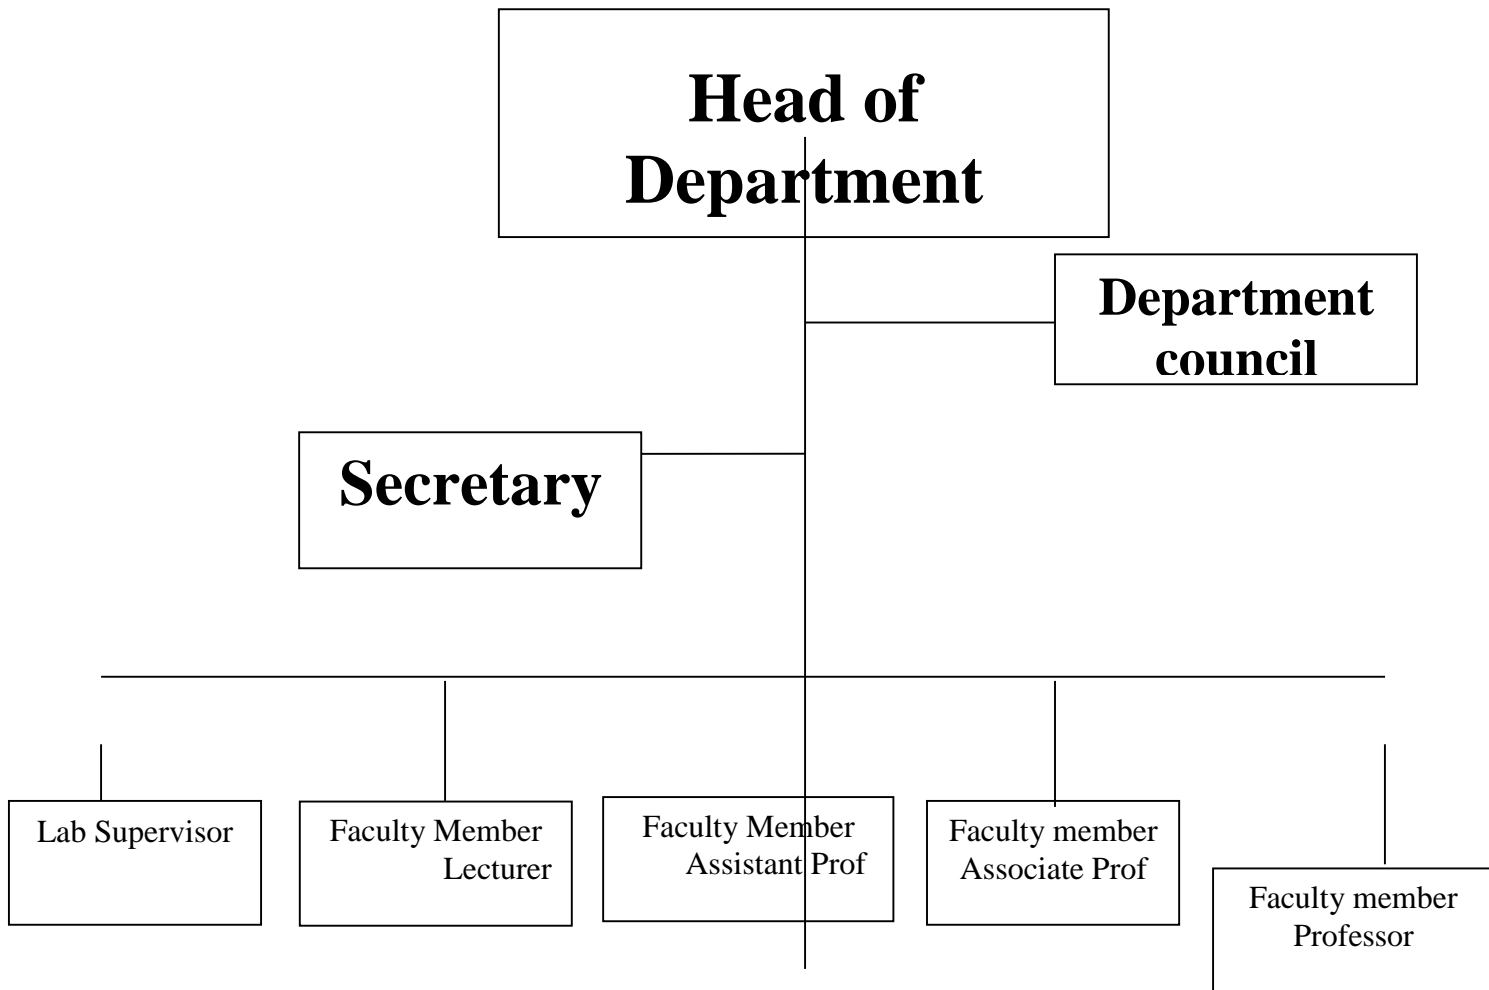 Head of
Department
Department
council
Secretary
Lab Supervisor
Faculty Member
Lecturer
Faculty Member
Assistant Prof
Faculty member
Associate Prof
Faculty member
Professor